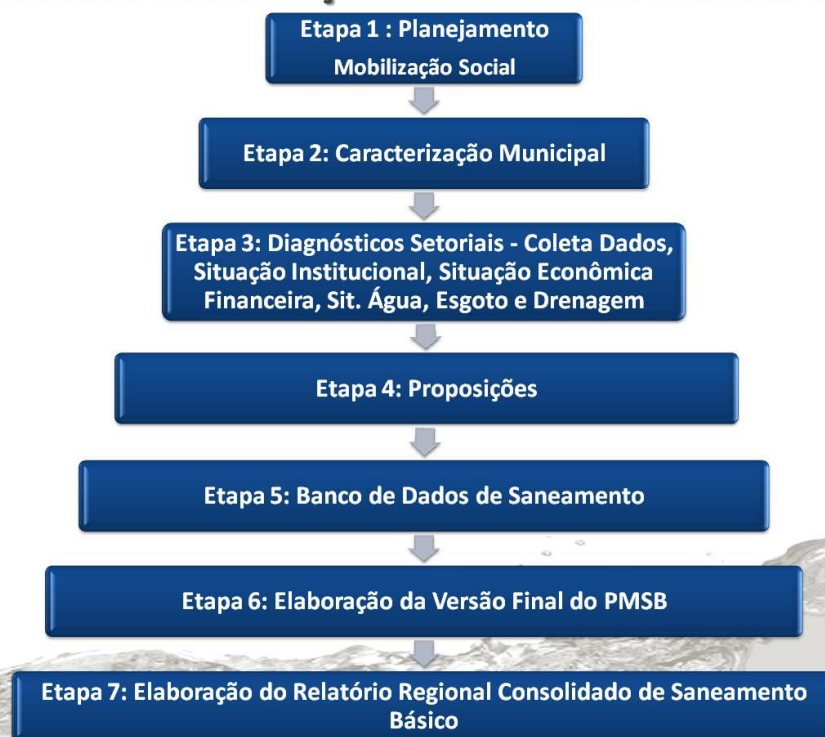 Etapa 1 : Planejamento
Mobilização Social
Etapa 2: Caracterização Municipal
Etapa 3: Diagnósticos Setoriais - Coleta Dados,
Situação Institucional, Situação Econômica
Financeira, Sit. Água, Esgoto e Drenagem
Etapa 4: Proposições
Etapa 5: Banco de Dados de Saneamento
Etapa 6: Elaboração da Versão Final do PMSB
Etapa 7: Elaboração do Relatório Regional Consolidado de Saneamento
Básico